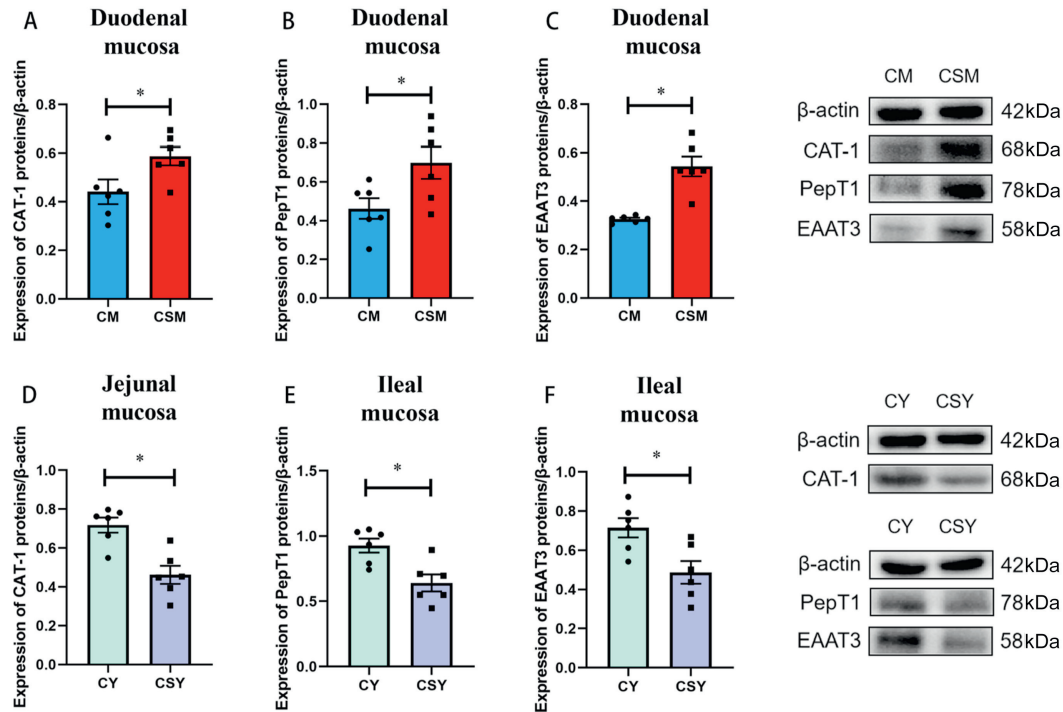 A
Duodenal
mucosa
*
Expression of CAT-1 proteins/β-actin
0.8
0.6
0.4
0.2
0.0
CM
CSM
B
Duodenal
mucosa
*
Expression of PepT1 proteins/β-actin
1.0
0.8
0.6
0.4
0.2
0.0
CM
CSM
C
Duodenal
mucosa
*
Expression of EAAT3 proteins/β-actin
0.8
0.6
0.4
0.2
0.0
CM
CSM
CM CSM
β-actin 42kDa
CAT-1 68kDa
PepT1 78kDa
EAAT3 58kDa
D
Jejunal
mucosa
*
Expression of CAT-1 proteins/β-actin
1.0
0.8
0.6
0.4
0.2
0.0
CY
CSY
E
Ileal
mucosa
*
Expression of PepT1 proteins/β-actin
1.5
1.0
0.5
0.0
CY
CSY
F
Ileal
mucosa
*
Expression of EAAT3 proteins/β-actin
1.0
0.8
0.6
0.4
0.2
0.0
CY
CSY
CY CSY
β-actin 42kDa
CAT-1 68kDa
CY CSY
β-actin 42kDa
PepT1 78kDa
EAAT3 58kDa